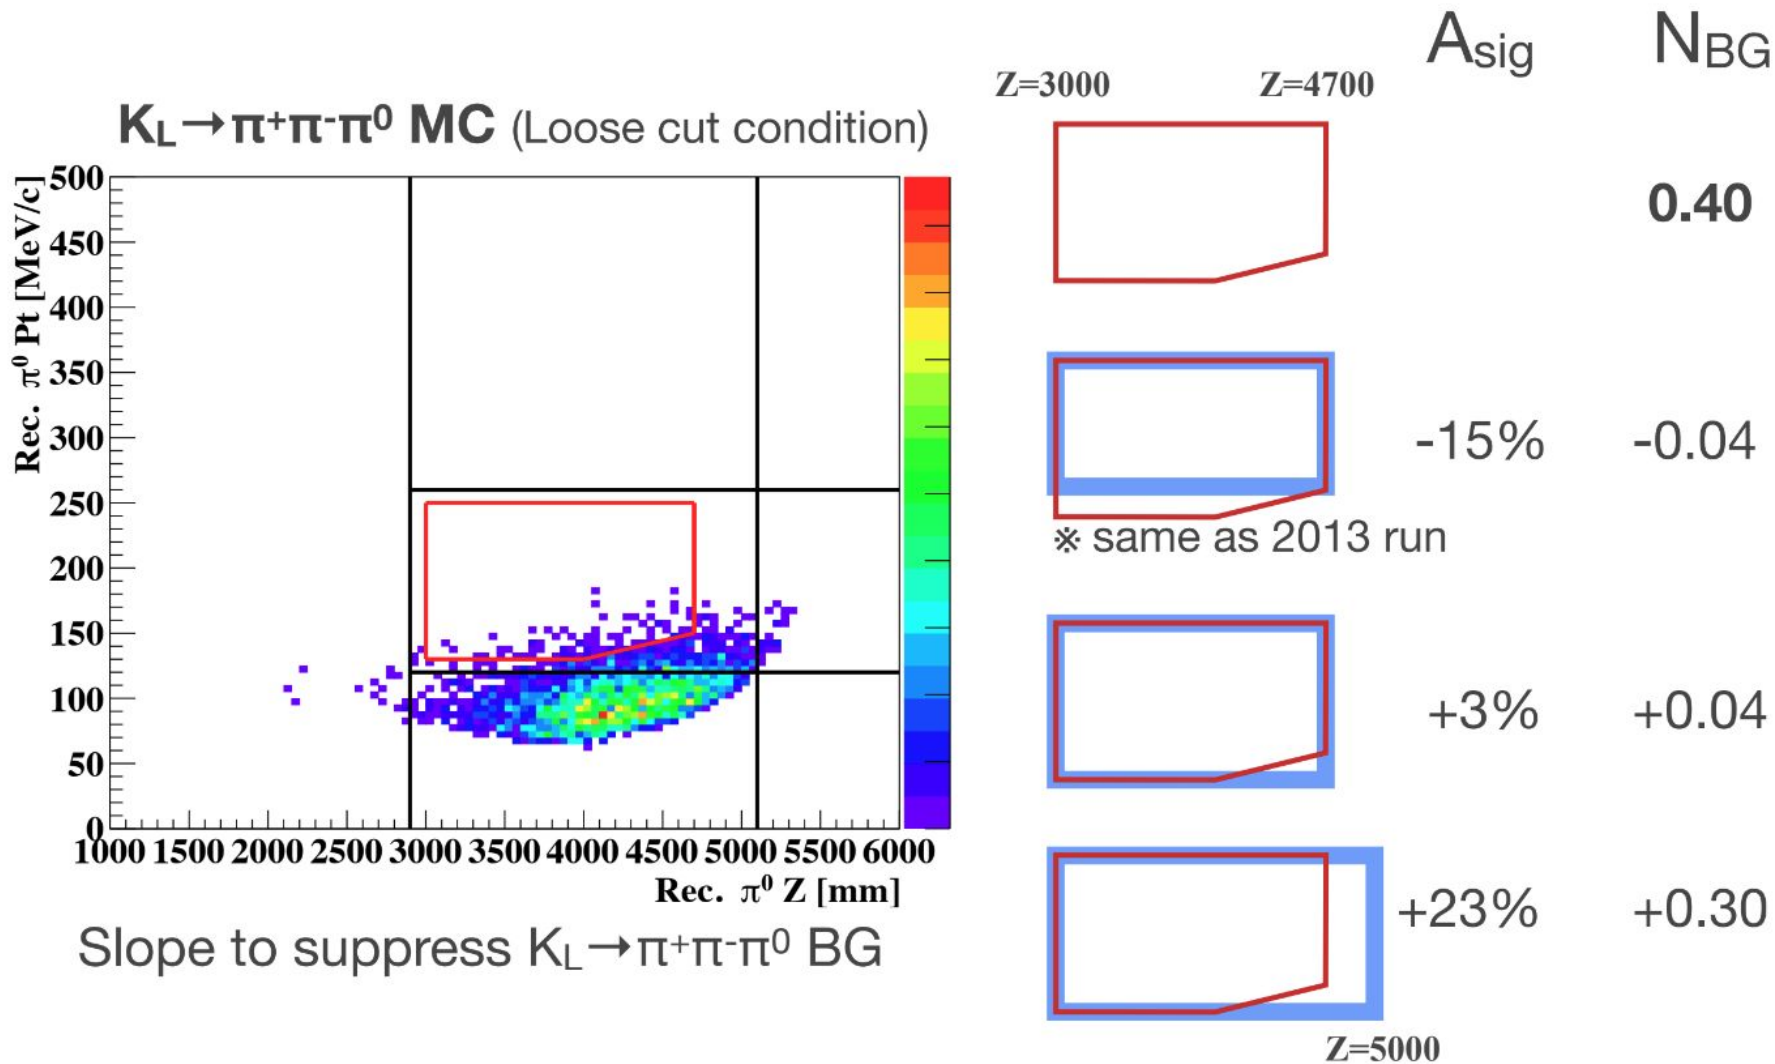 K_L→π⁺π⁻π⁰ MC (Loose cut condition)
Rec. π⁰ Pt [MeV/c]
500
450
400
350
300
250
200
150
100
50
0
1000 1500 2000 2500 3000 3500 4000 4500 5000 5500 6000
Rec. π⁰ Z [mm]
Slope to suppress K_L→π⁺π⁻π⁰ BG
A_sig N_BG
Z=3000 Z=4700
0.40
-15% -0.04
※ same as 2013 run
+3% +0.04
+23% +0.30
Z=5000